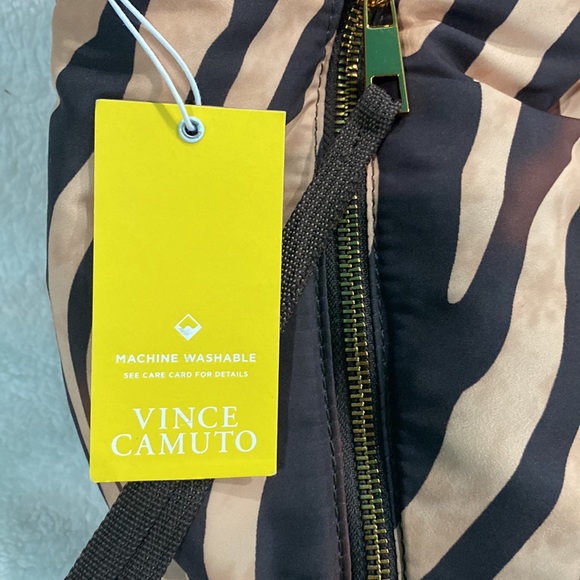 MACHINE WASHABLE
SEE CARE CARD FOR DETAILS
VINCE
CAMUTO